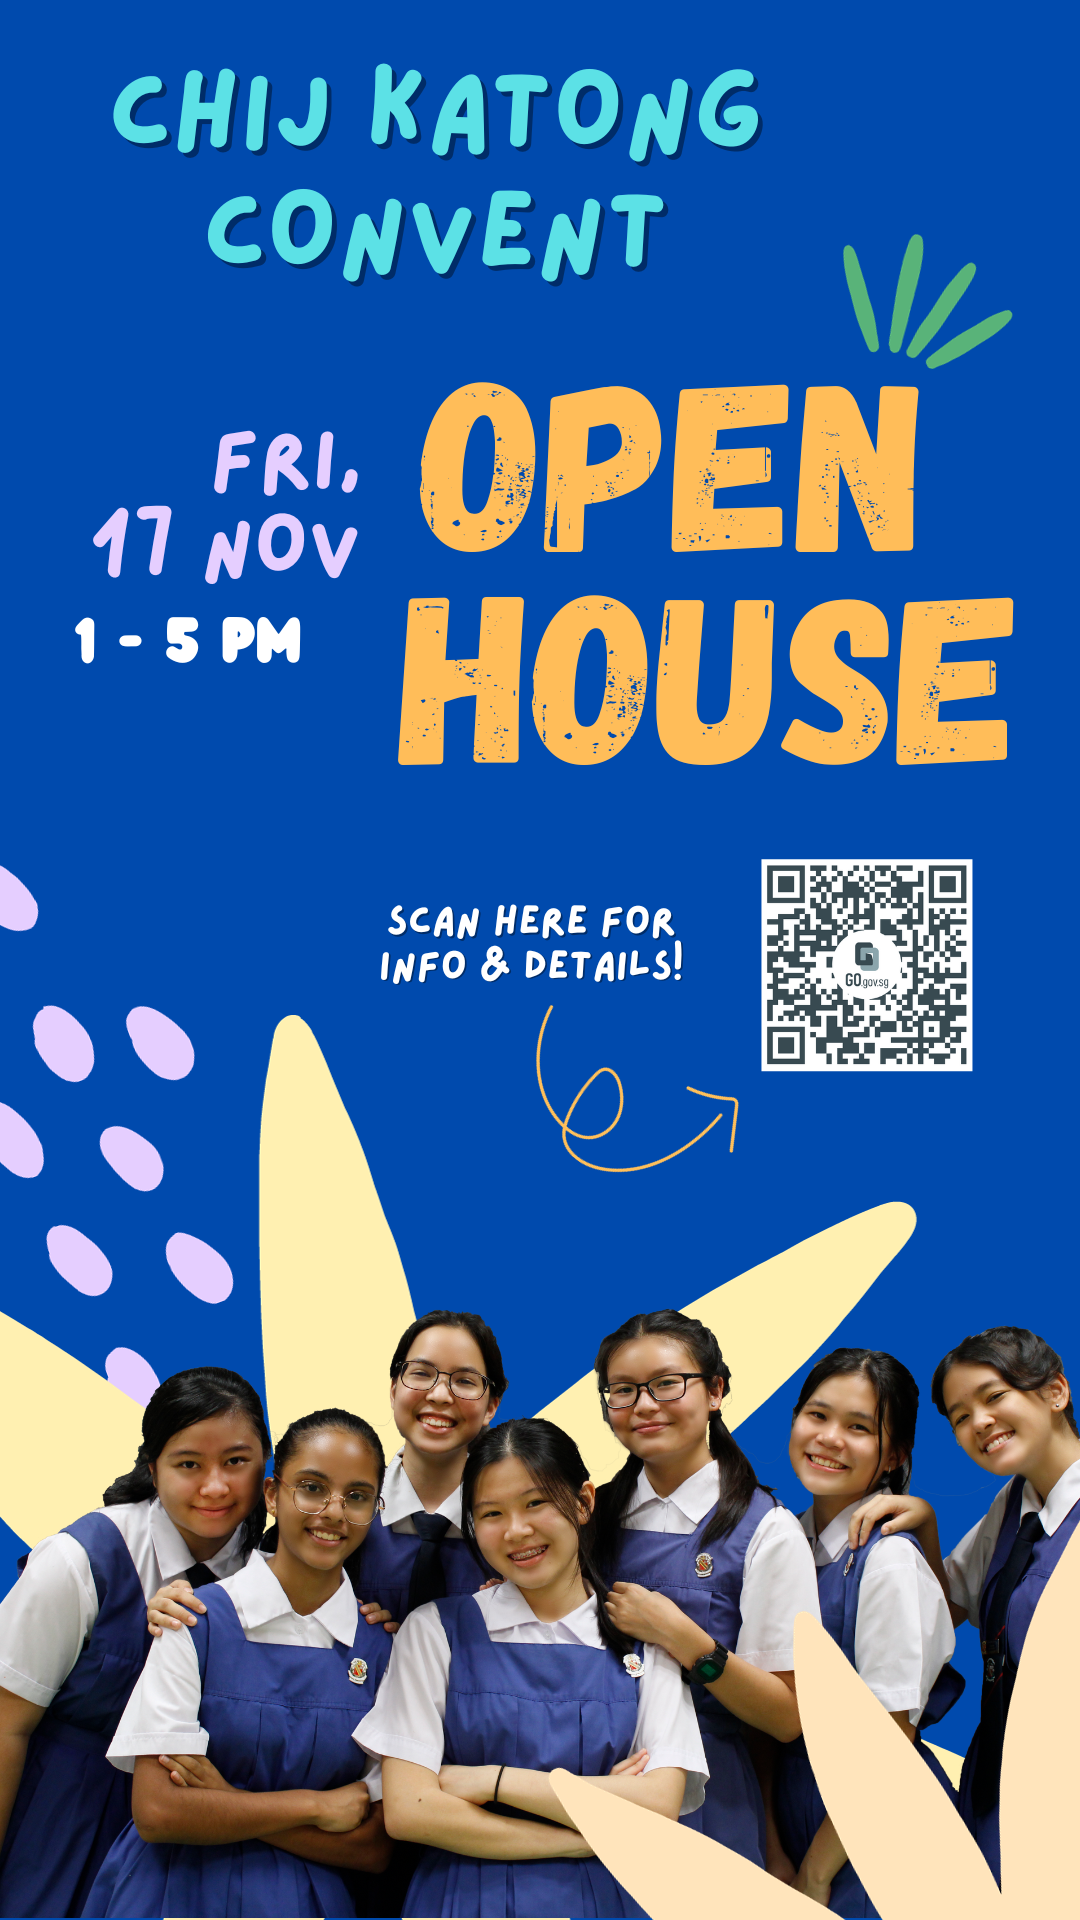 CHIJ KATONG
CONVENT
FRI,
17 NOV
1 - 5 PM
OPEN
HOUSE
SCAN HERE FOR
INFO & DETAILS!
GO.gov.sg